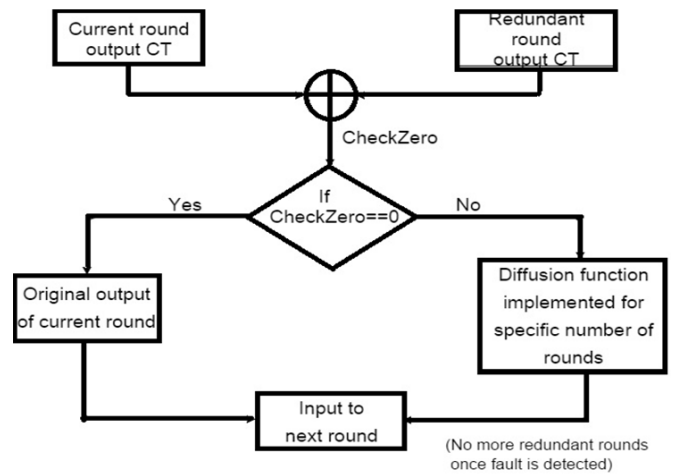 Current round
output CT
Redundant
round
output CT
CheckZero
If
CheckZero==0
Yes
No
Original output
of current round
Diffusion function
implemented for
specific number of
rounds
Input to
next round
(No more redundant rounds
once fault is detected)